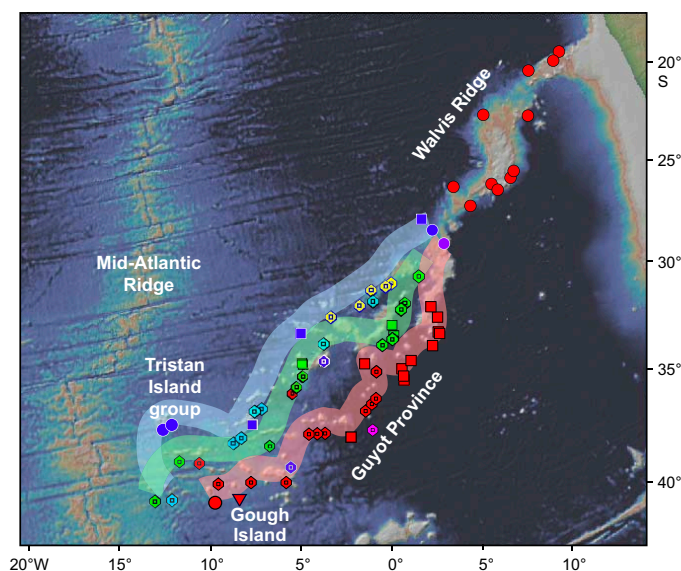 Walvis Ridge
20°
S
25°
30°
Mid-Atlantic
Ridge
35°
Tristan
Island
group
Guyot Province
40°
Gough
Island
20°W
15°
10°
5°
0°
5°
10°